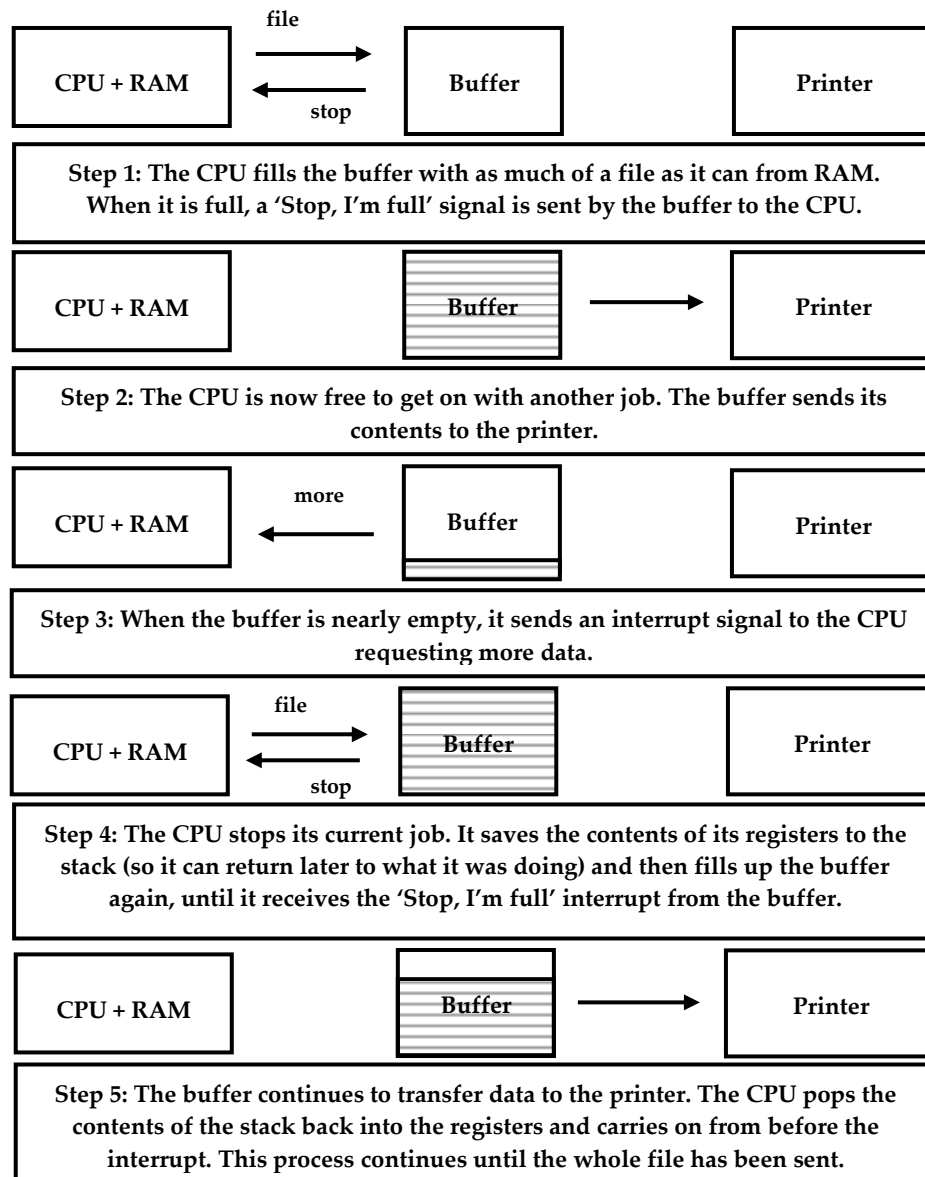 file
CPU + RAM
Buffer
Printer
stop
Step 1: The CPU fills the buffer with as much of a file as it can from RAM.
When it is full, a ‘Stop, I’m full’ signal is sent by the buffer to the CPU.
CPU + RAM
Buffer
Printer
Step 2: The CPU is now free to get on with another job. The buffer sends its
contents to the printer.
more
CPU + RAM
Buffer
Printer
Step 3: When the buffer is nearly empty, it sends an interrupt signal to the CPU
requesting more data.
file
CPU + RAM
Buffer
Printer
stop
Step 4: The CPU stops its current job. It saves the contents of its registers to the
stack (so it can return later to what it was doing) and then fills up the buffer
again, until it receives the ‘Stop, I’m full’ interrupt from the buffer.
CPU + RAM
Buffer
Printer
Step 5: The buffer continues to transfer data to the printer. The CPU pops the
contents of the stack back into the registers and carries on from before the
interrupt. This process continues until the whole file has been sent.